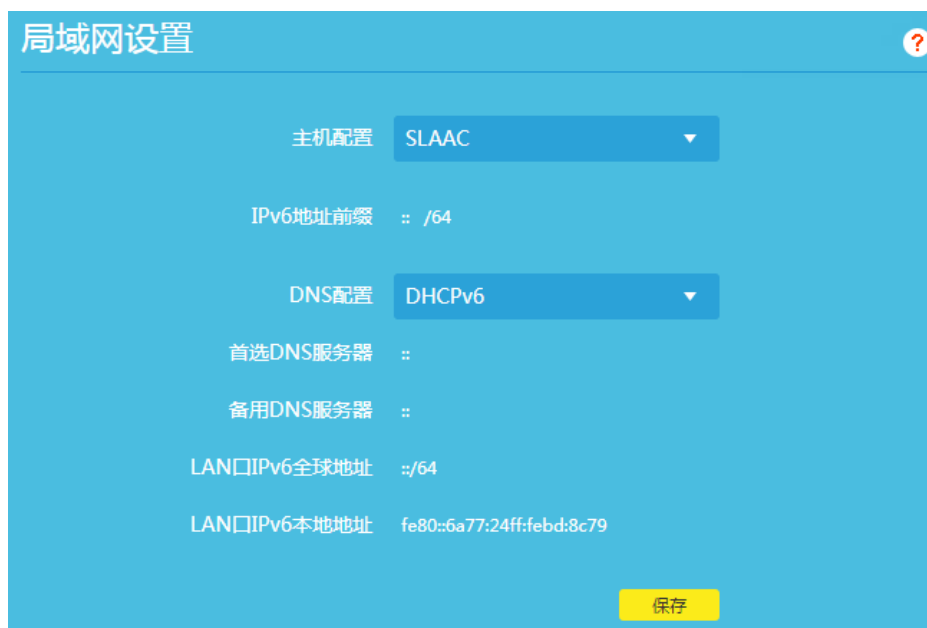 局域网设置
?
主机配置 SLAAC
IPv6地址前缀 :: /64
DNS配置 DHCPv6
首选DNS服务器 ::
备用DNS服务器 ::
LAN口IPv6全球地址 ::/64
LAN口IPv6本地地址 fe80::6a77:24ff:febd:8c79
保存